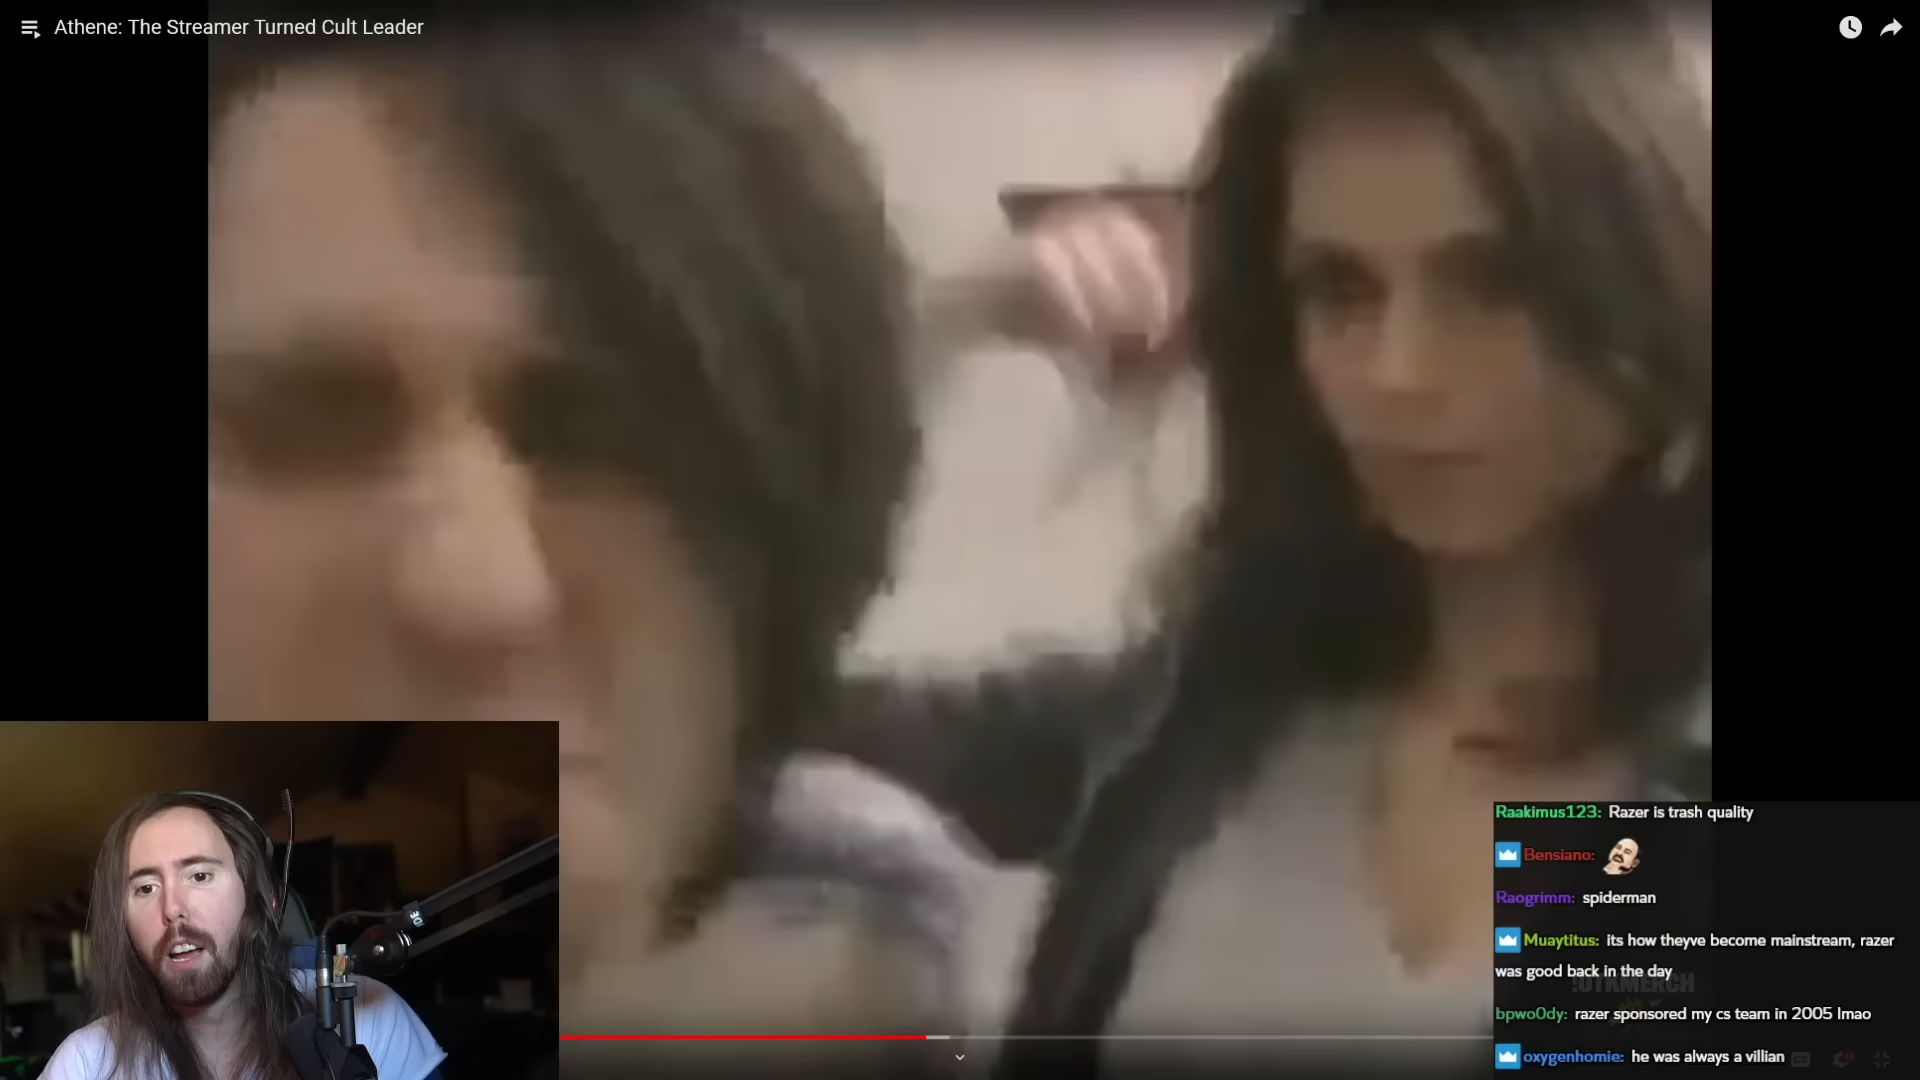 Athene: The Streamer Turned Cult Leader
Raakimus123: Razer is trash quality
Bensiano:
Raogrimm: spiderman
Muaytitus: its how theyve become mainstream, razer
was good back in the day
!OTKMERCH
bpwo0dy: razer sponsored my cs team in 2005 lmao
oxygenhomie: he was always a villian